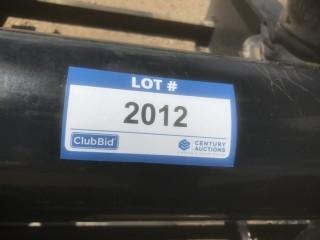 LOT #
2012
ClubBid
CENTURY
AUCTIONS